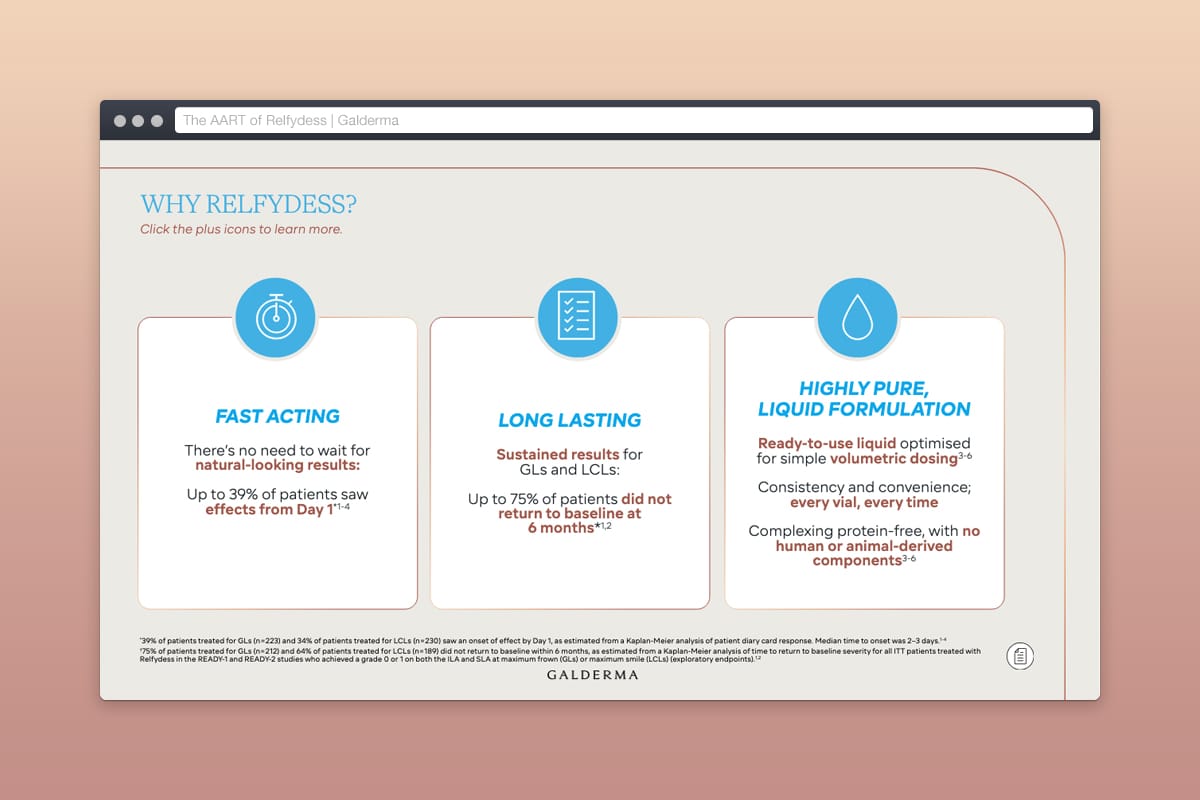 The AART of Relfydess | Galderma
WHY RELFYDESS?
Click the plus icons to learn more.
FAST ACTING
There's no need to wait for
natural-looking results:
Up to 39% of patients saw
effects from Day 1*1-4
LONG LASTING
Sustained results for
GLs and LCLs:
Up to 75% of patients did not
return to baseline at
6 months*1,2
HIGHLY PURE,
LIQUID FORMULATION
Ready-to-use liquid optimised
for simple volumetric dosing3-6
Consistency and convenience;
every vial, every time
Complexing protein-free, with no
human or animal-derived
components3-6
*39% of patients treated for GLs (n=223) and 34% of patients treated for LCLs (n=230) saw an onset of effect by Day 1, as estimated from a Kaplan-Meier analysis of patient diary card response. Median time to onset was 2–3 days.1-4
*75% of patients treated for GLs (n=212) and 64% of patients treated for LCLs (n=189) did not return to baseline within 6 months, as estimated from a Kaplan-Meier analysis of time to return to baseline severity for all ITT patients treated with
Relfydess in the READY-1 and READY-2 studies who achieved a grade 0 or 1 on both the ILA and SLA at maximum frown (GLs) or maximum smile (LCLs) (exploratory endpoints).1,2
GALDERMA